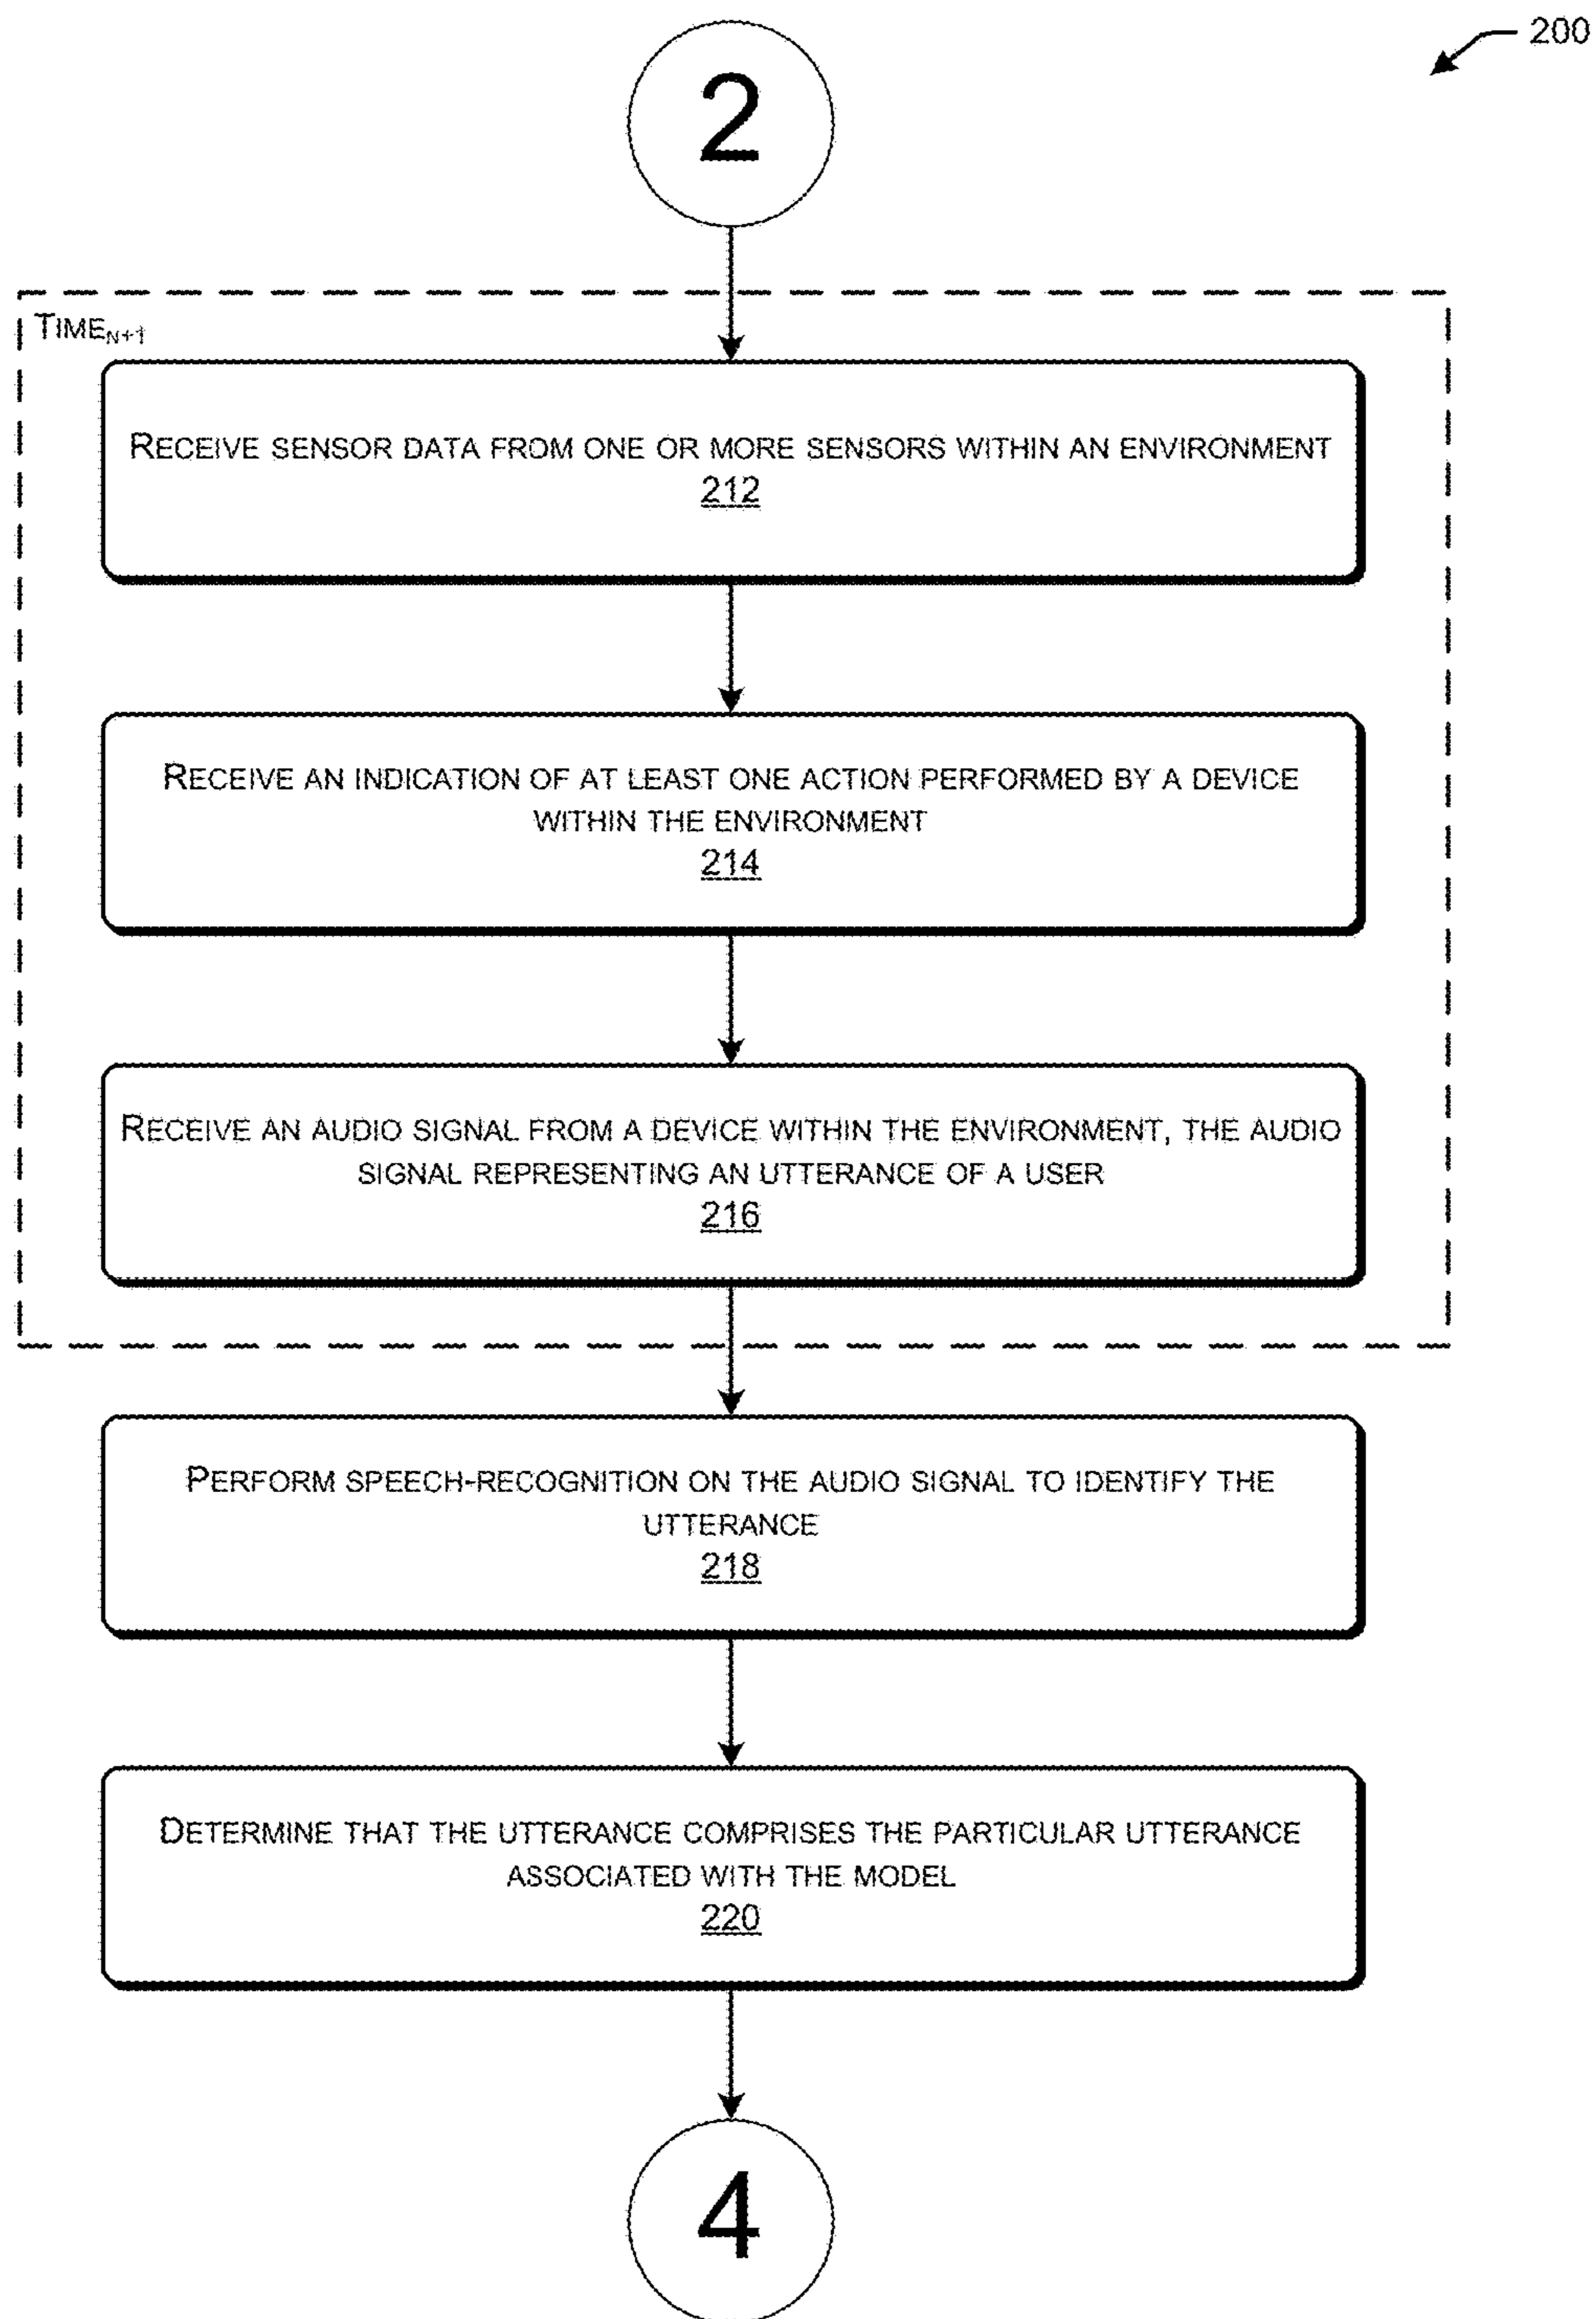 200
2
TIMEN+1
RECEIVE SENSOR DATA FROM ONE OR MORE SENSORS WITHIN AN ENVIRONMENT
212
RECEIVE AN INDICATION OF AT LEAST ONE ACTION PERFORMED BY A DEVICE
WITHIN THE ENVIRONMENT
214
RECEIVE AN AUDIO SIGNAL FROM A DEVICE WITHIN THE ENVIRONMENT, THE AUDIO
SIGNAL REPRESENTING AN UTTERANCE OF A USER
216
PERFORM SPEECH-RECOGNITION ON THE AUDIO SIGNAL TO IDENTIFY THE
UTTERANCE
218
DETERMINE THAT THE UTTERANCE COMPRISES THE PARTICULAR UTTERANCE
ASSOCIATED WITH THE MODEL
220
4